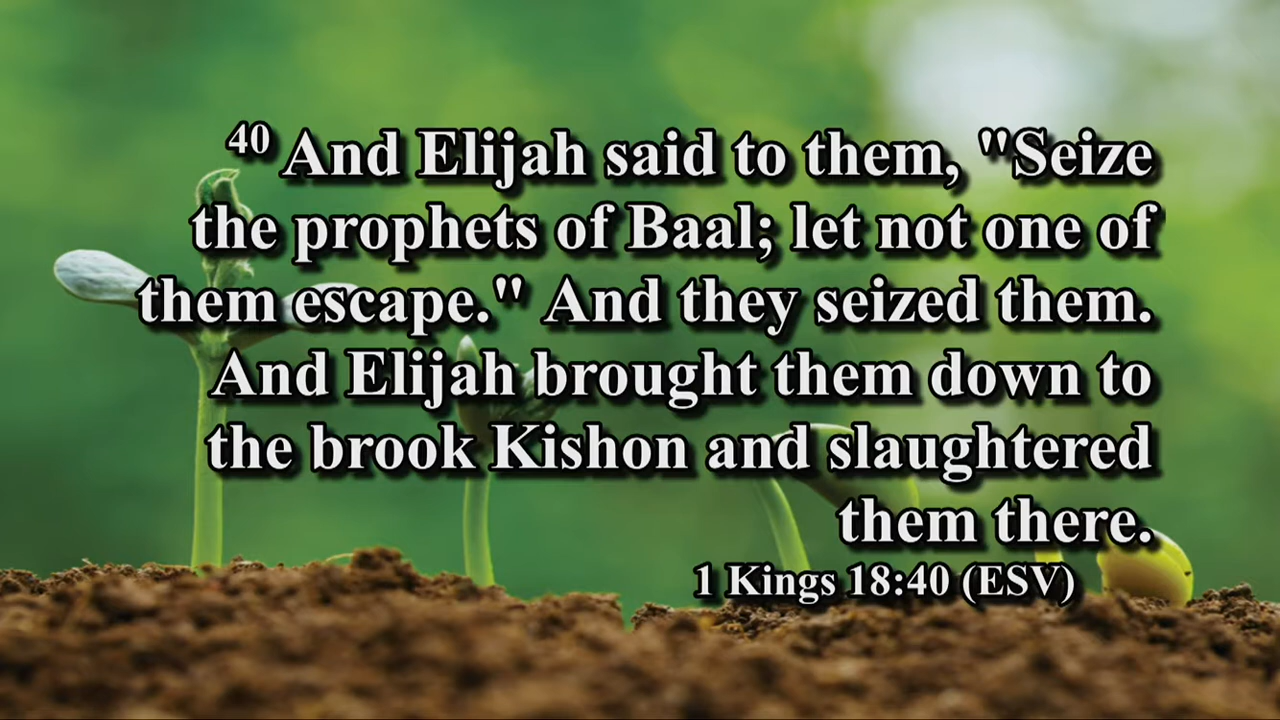 40 And Elijah said to them, "Seize
the prophets of Baal; let not one of
them escape." And they seized them.
And Elijah brought them down to
the brook Kishon and slaughtered
them there.
1 Kings 18:40 (ESV)